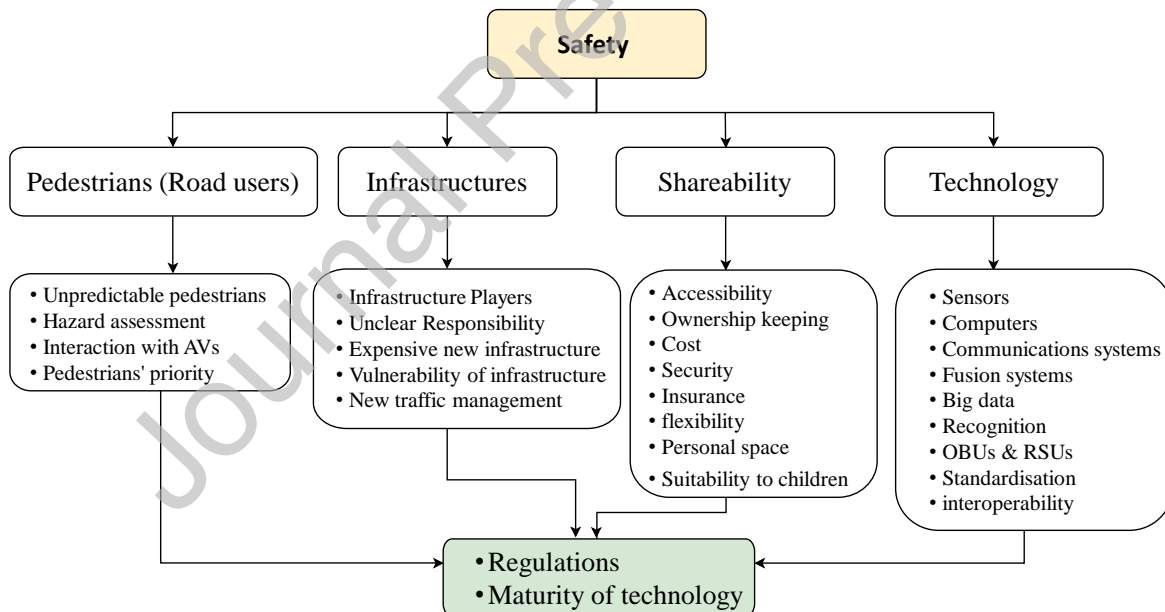 Safety
Pedestrians (Road users)
Infrastructures
Shareability
Technology
• Unpredictable pedestrians
• Hazard assessment
• Interaction with AVs
• Pedestrians' priority
• Infrastructure Players
• Unclear Responsibility
• Expensive new infrastructure
• Vulnerability of infrastructure
• New traffic management
• Accessibility
• Ownership keeping
• Cost
• Security
• Insurance
• flexibility
• Personal space
• Suitability to children
• Sensors
• Computers
• Communications systems
• Fusion systems
• Big data
• Recognition
• OBUs & RSUs
• Standardisation
• interoperability
• Regulations
• Maturity of technology
Journal Pre